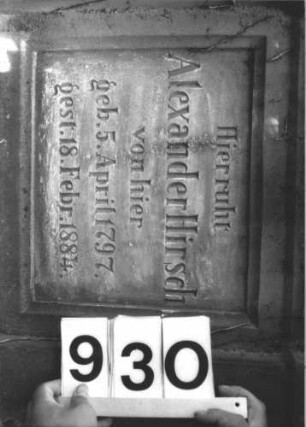 Hier ruht
Alexander Hirsch
von hier
geb. 5. April 1797.
gest. 18. Febr. 1884.
930